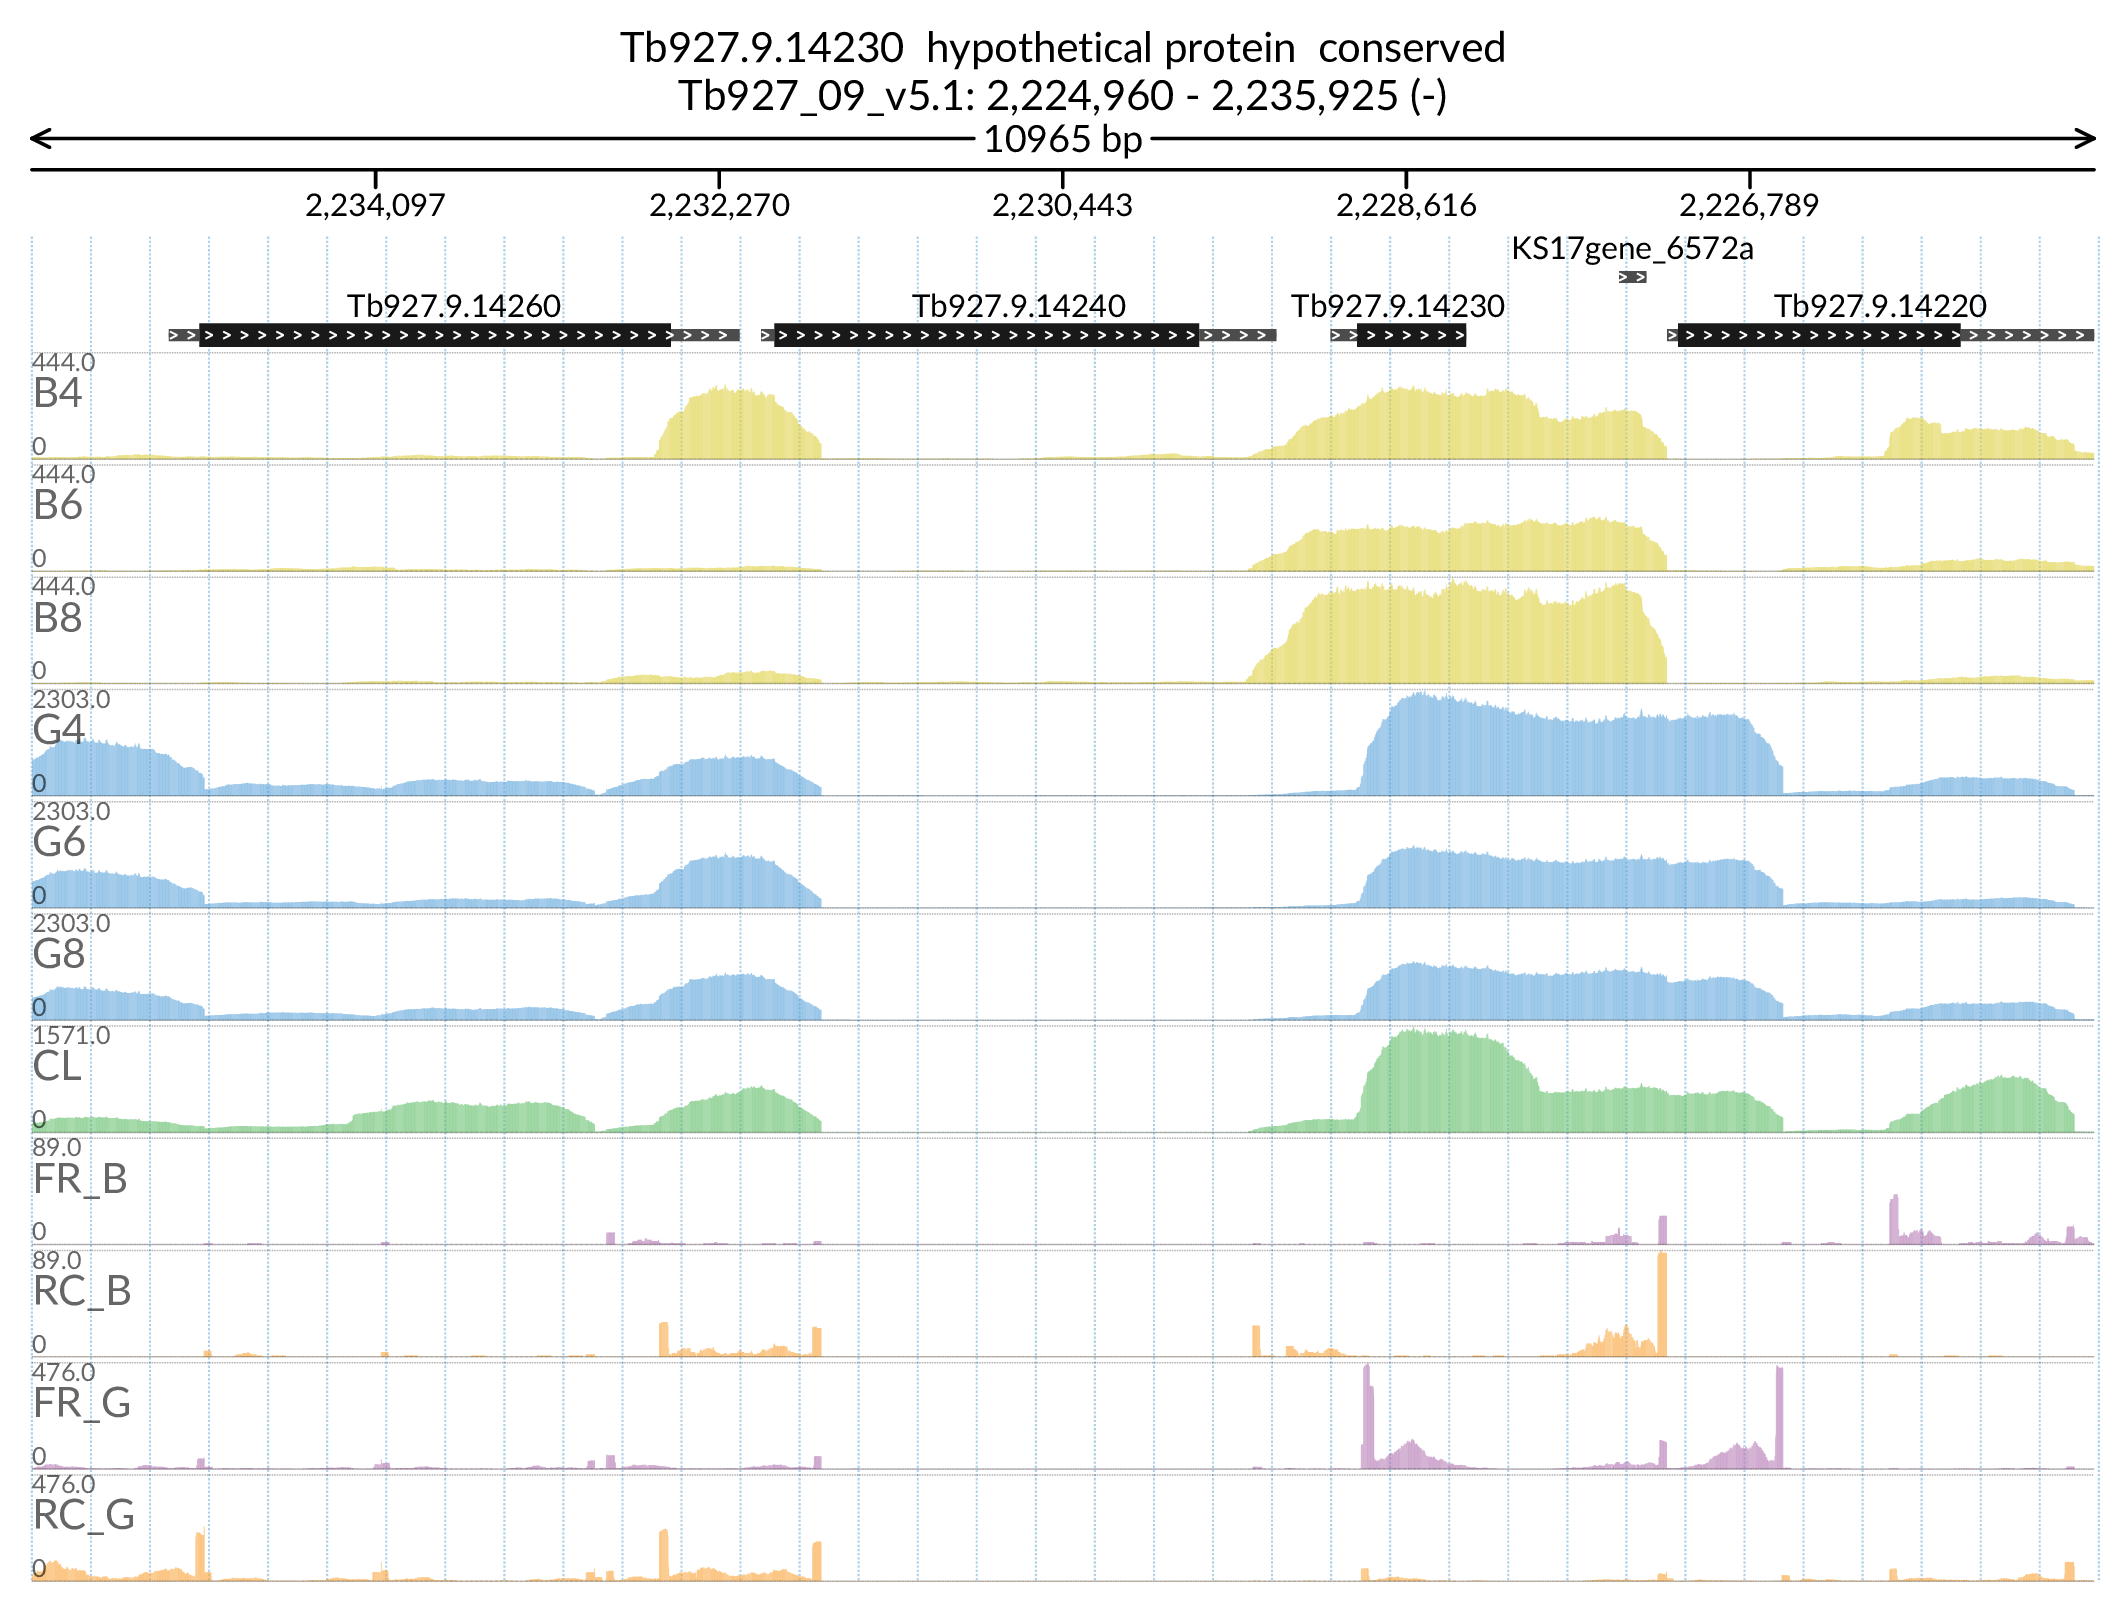 Tb927.9.14230 hypothetical protein conserved
Tb927_09_v5.1: 2,224,960 - 2,235,925 (-)
10965 bp
2,234,097 2,232,270 2,230,443 2,228,616 2,226,789
KS17gene_6572a
Tb927.9.14260 Tb927.9.14240 Tb927.9.14230 Tb927.9.14220
444.0
B4
0
444.0
B6
0
444.0
B8
0
2303.0
G4
0
2303.0
G6
0
2303.0
G8
0
1571.0
CL
0
89.0
FR_B
0
89.0
RC_B
0
476.0
FR_G
0
476.0
RC_G
0